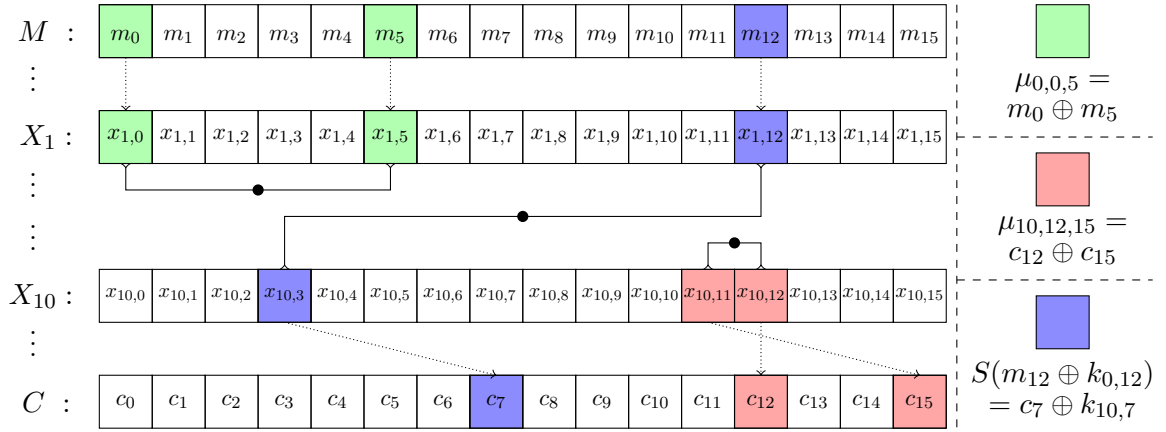 M : m₀ m₁ m₂ m₃ m₄ m₅ m₆ m₇ m₈ m₉ m₁₀ m₁₁ m₁₂ m₁₃ m₁₄ m₁₅
⋮
X₁ : x₁,₀ x₁,₁ x₁,₂ x₁,₃ x₁,₄ x₁,₅ x₁,₆ x₁,₇ x₁,₈ x₁,₉ x₁,₁₀ x₁,₁₁ x₁,₁₂ x₁,₁₃ x₁,₁₄ x₁,₁₅
⋮
⋮
X₁₀ : x₁₀,₀ x₁₀,₁ x₁₀,₂ x₁₀,₃ x₁₀,₄ x₁₀,₅ x₁₀,₆ x₁₀,₇ x₁₀,₈ x₁₀,₉ x₁₀,₁₀ x₁₀,₁₁ x₁₀,₁₂ x₁₀,₁₃ x₁₀,₁₄ x₁₀,₁₅
⋮
C : c₀ c₁ c₂ c₃ c₄ c₅ c₆ c₇ c₈ c₉ c₁₀ c₁₁ c₁₂ c₁₃ c₁₄ c₁₅
μ₀,₀,₅ =
m₀ ⊕ m₅
μ₁₀,₁₂,₁₅ =
c₁₂ ⊕ c₁₅
S(m₁₂ ⊕ k₀,₁₂)
= c₇ ⊕ k₁₀,₇